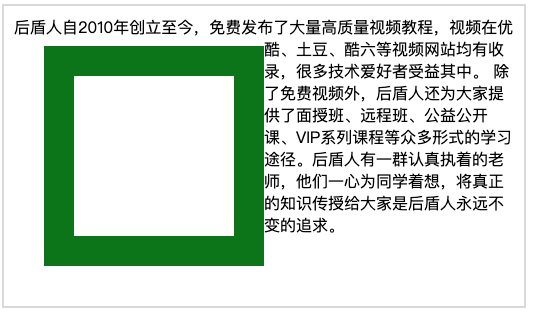 后盾人自2010年创立至今，免费发布了大量高质量视频教程，视频在优
酷、土豆、酷六等视频网站均有收
录，很多技术爱好者受益其中。 除
了免费视频外，后盾人还为大家提
供了面授班、远程班、公益公开
课、VIP系列课程等众多形式的学习
途径。后盾人有一群认真执着的老
师，他们一心为同学着想，将真正
的知识传授给大家是后盾人永远不
变的追求。